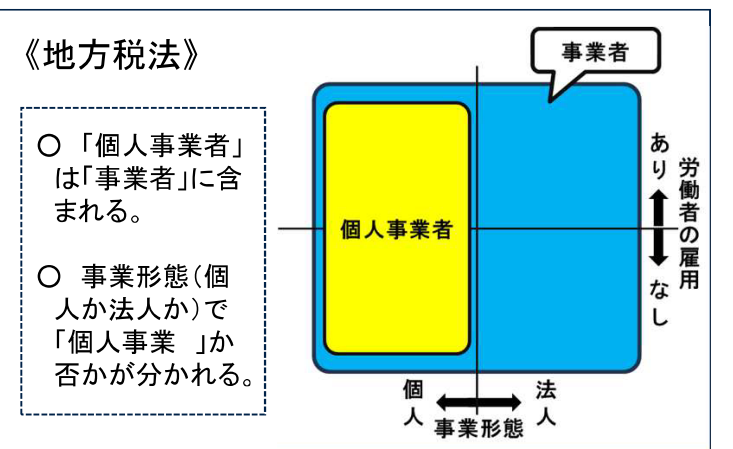 《地方税法》
○ 「個人事業者」
は「事業者」に含
まれる。
○ 事業形態(個
人か法人か)で
「個人事業 」か
否かが分かれる。
事業者
個人事業者
あり
なし
労働者の雇用
個人
法人
事業形態